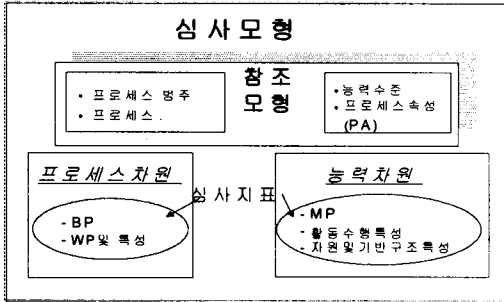 심사모형
참조
모형
• 프로세스 범주
• 프로세스.
• 능력수준
• 프로세스속성
(PA)
프로세스차원
심사지표
능력차원
- BP
- WP및 특성
- MP
- 활동수행특성
- 자원및기반구조특성